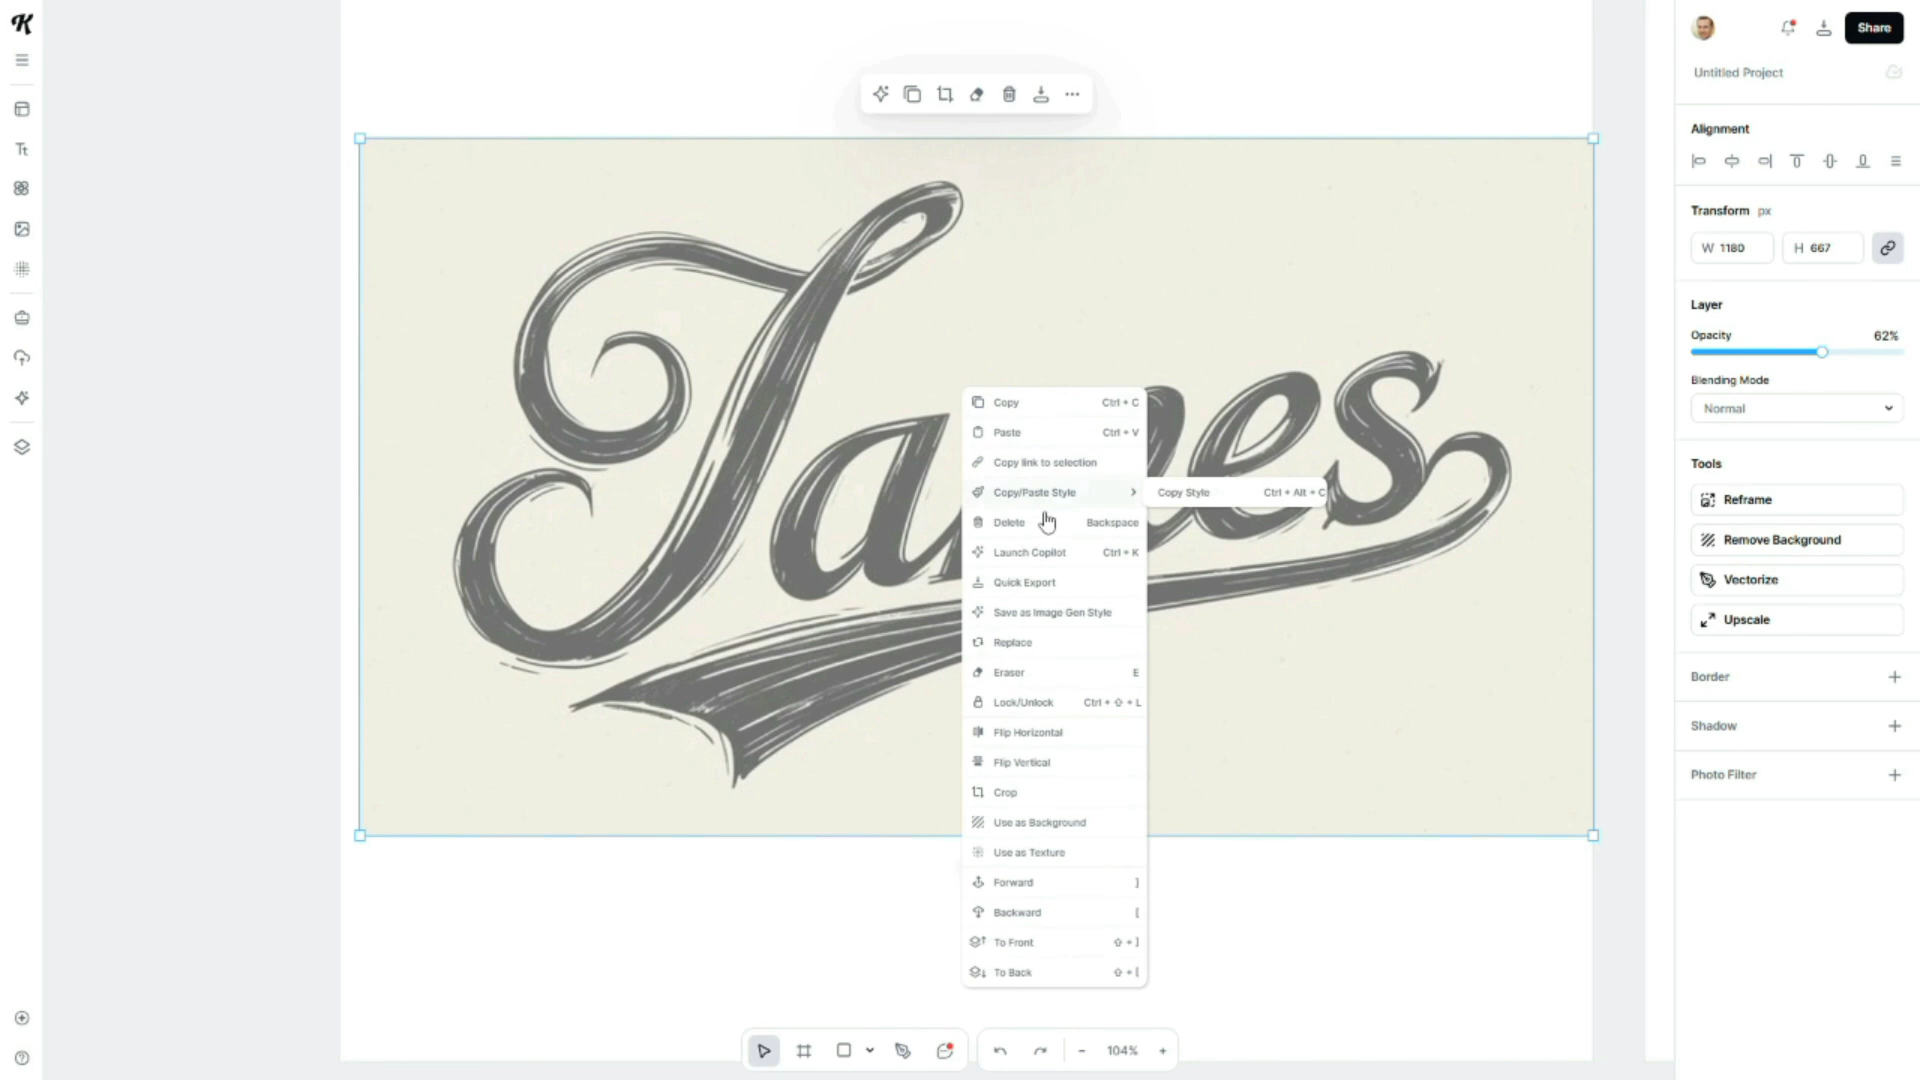 K
Share
Untitled Project
Alignment
Transform px
W 1180 H 667
Layer
Opacity 62%
Blending Mode
Normal
Tools
Reframe
Remove Background
Vectorize
Upscale
Border
Shadow
Photo Filter
Tt
Copy Ctrl + C
Paste Ctrl + V
Copy link to selection
Copy/Paste Style
Copy Style Ctrl + Alt + C
Delete Backspace
Launch Copilot Ctrl + K
Quick Export
Save as Image Gen Style
Replace
Eraser E
Lock/Unlock Ctrl + ⇧ + L
Flip Horizontal
Flip Vertical
Crop
Use as Background
Use as Texture
Forward ]
Backward [
To Front ⇧ + ]
To Back ⇧ + [
104%